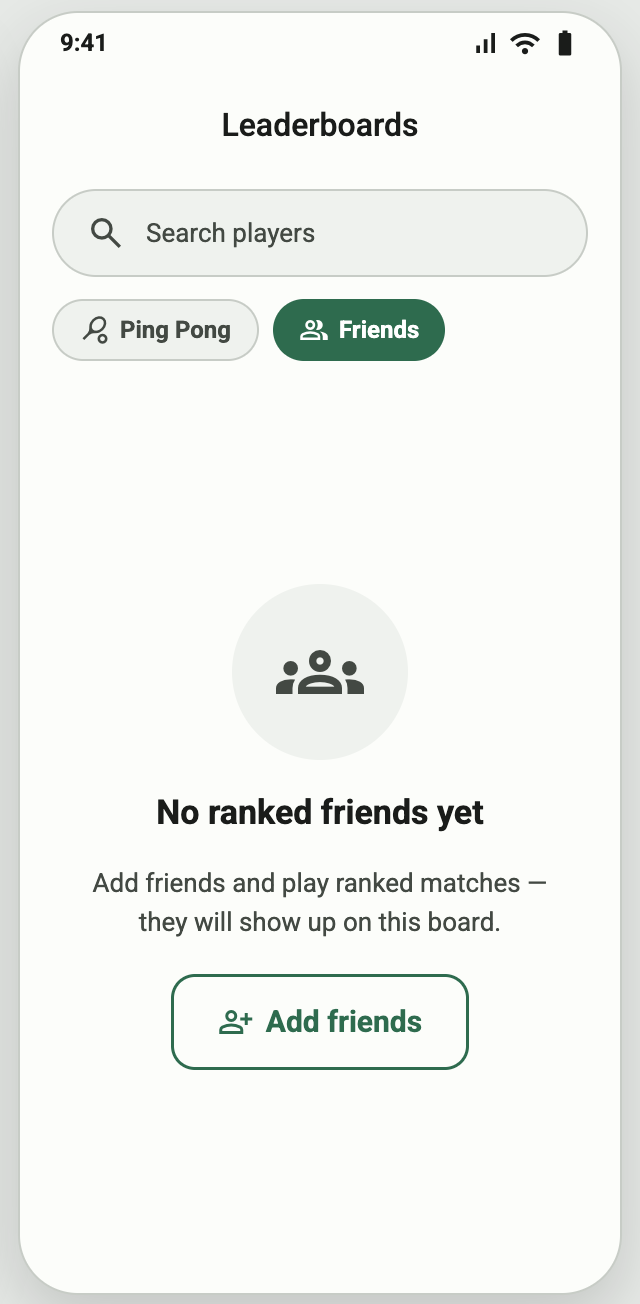 9:41
Leaderboards
Search players
Ping Pong
Friends
No ranked friends yet
Add friends and play ranked matches —
they will show up on this board.
Add friends